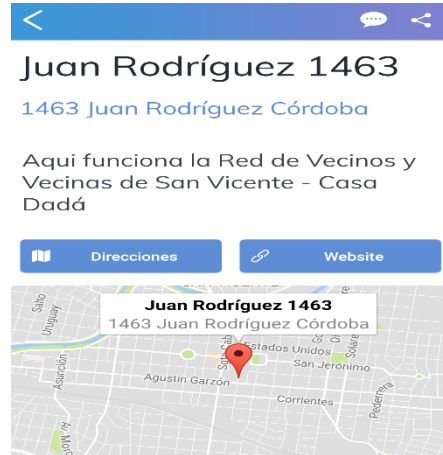 Juan Rodríguez 1463
1463 Juan Rodríguez Córdoba
Aqui funciona la Red de Vecinos y
Vecinas de San Vicente - Casa
Dadá
Direcciones
Website
Juan Rodríguez 1463
1463 Juan Rodríguez Córdoba
Salto
Uruguay
Asunción
Estados Unidos
San Jerónimo
Agustín Garzón
Corrientes
Pedernera